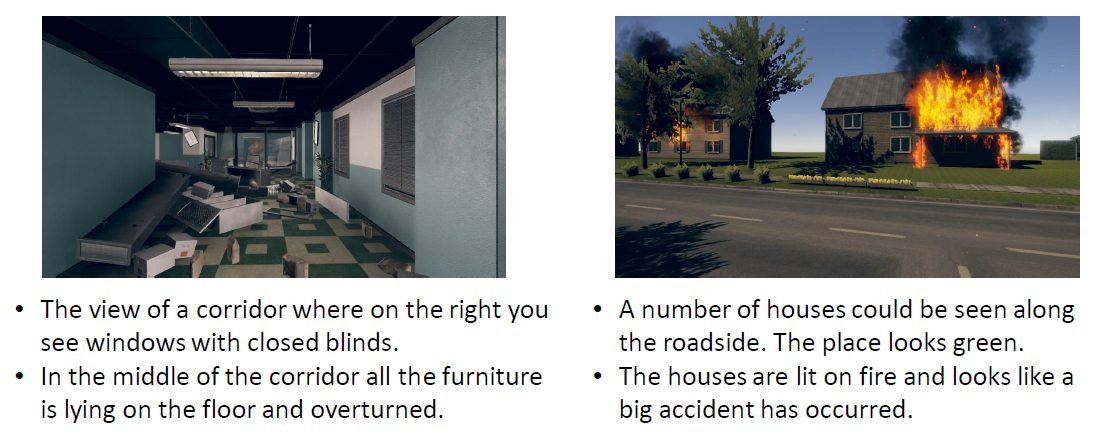 • The view of a corridor where on the right you
see windows with closed blinds.
• In the middle of the corridor all the furniture
is lying on the floor and overturned.
• A number of houses could be seen along
the roadside. The place looks green.
• The houses are lit on fire and looks like a
big accident has occurred.